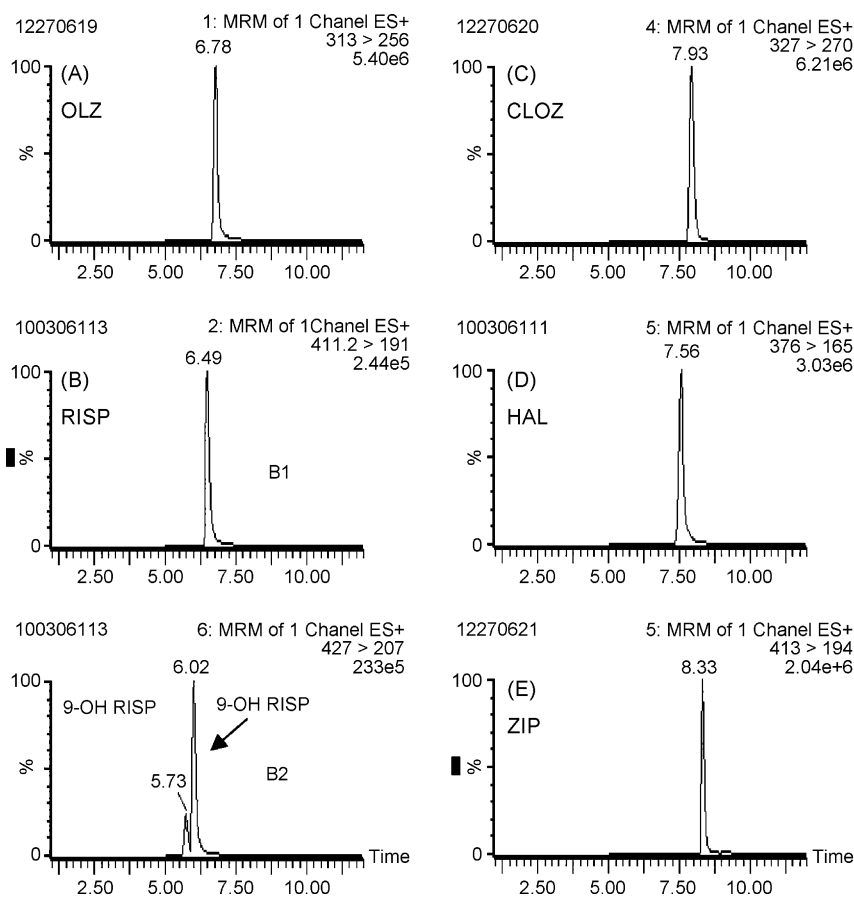 12270619
1: MRM of 1 Chanel ES+
313 > 256
5.40e6
6.78
100
(A)
OLZ
%
0
2.50 5.00 7.50 10.00
12270620
4: MRM of 1 Chanel ES+
327 > 270
6.21e6
7.93
100
(C)
CLOZ
%
0
2.50 5.00 7.50 10.00
100306113
2: MRM of 1Chanel ES+
411.2 > 191
2.44e5
6.49
100
(B)
RISP
%
B1
0
2.50 5.00 7.50 10.00
100306111
5: MRM of 1 Chanel ES+
376 > 165
3.03e6
7.56
100
(D)
HAL
%
0
2.50 5.00 7.50 10.00
100306113
6: MRM of 1 Chanel ES+
427 > 207
233e5
6.02
100
9-OH RISP
9-OH RISP
5.73
%
B2
0
Time
2.50 5.00 7.50 10.00
12270621
5: MRM of 1 Chanel ES+
413 > 194
2.04e+6
8.33
100
(E)
ZIP
%
0
Time
2.50 5.00 7.50 10.00